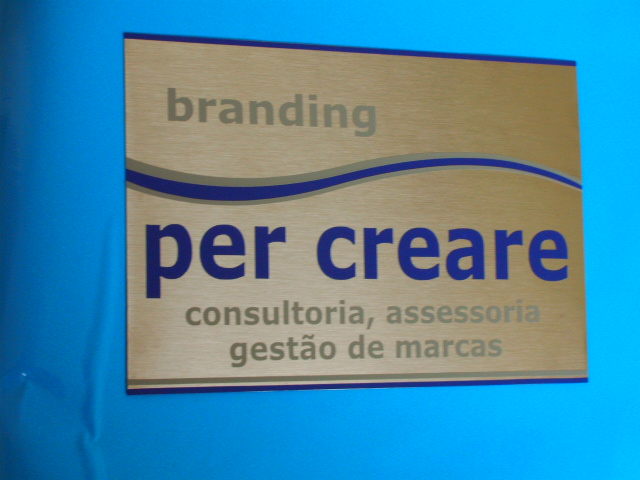 branding
per creare
consultoria, assessoria
gestão de marcas